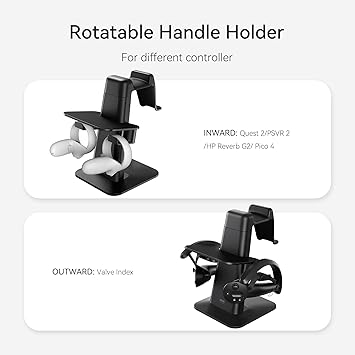 Rotatable Handle Holder
For different controller
INWARD: Quest 2/PSVR 2
/HP Reverb G2/ Pico 4
OUTWARD: Valve Index